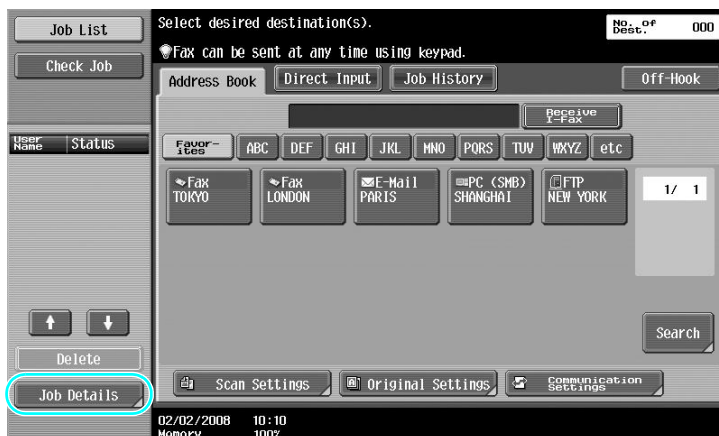 Job List
Check Job
User Name Status
Delete
Job Details
Select desired destination(s).
No. of Dest. 000
Fax can be sent at any time using keypad.
Address Book Direct Input Job History Off-Hook
Receive I-Fax
Favor-ites ABC DEF GHI JKL MNO PQRS TUV WXYZ etc
Fax TOKYO
Fax LONDON
E-Mail PARIS
PC (SMB) SHANGHAI
FTP NEW YORK
1/ 1
Search
Scan Settings Original Settings Communication Settings
02/02/2008 10:10
Memory 100%